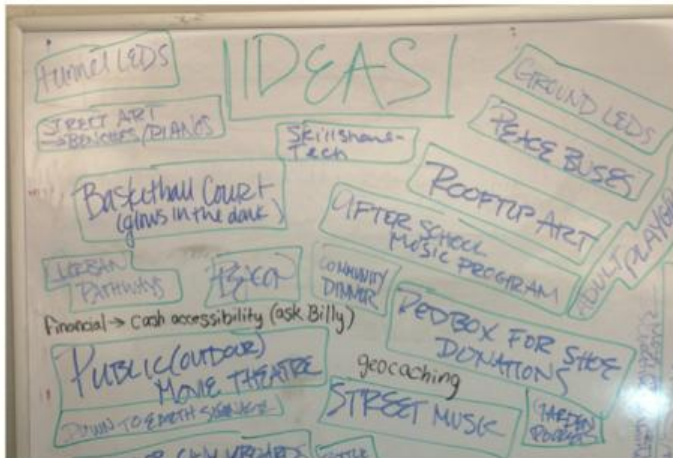 IDEAS
Tunnel LEDS
GROUND LEDS
STREET ART
→ BENCHES/PIANOS
Skillshare-
Tech
PEACE BUSES
ROOFTOP ART
Basketball Court
(glows in the dark)
AFTER SCHOOL
MUSIC PROGRAM
URBAN
PATHWAYS
COMMUNITY
DINNER
financial → cash accessibility (ask Billy)
REDBOX FOR SHOE
DONATIONS
PUBLIC (OUTDOOR)
MOVIE THEATRE
geocaching
DOWN TO EARTH SIGNAGE
STREET MUSIC
GARDEN
ADULT